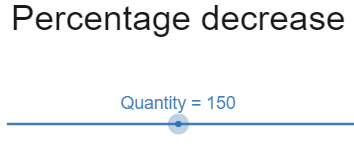 Percentage decrease
Quantity = 150